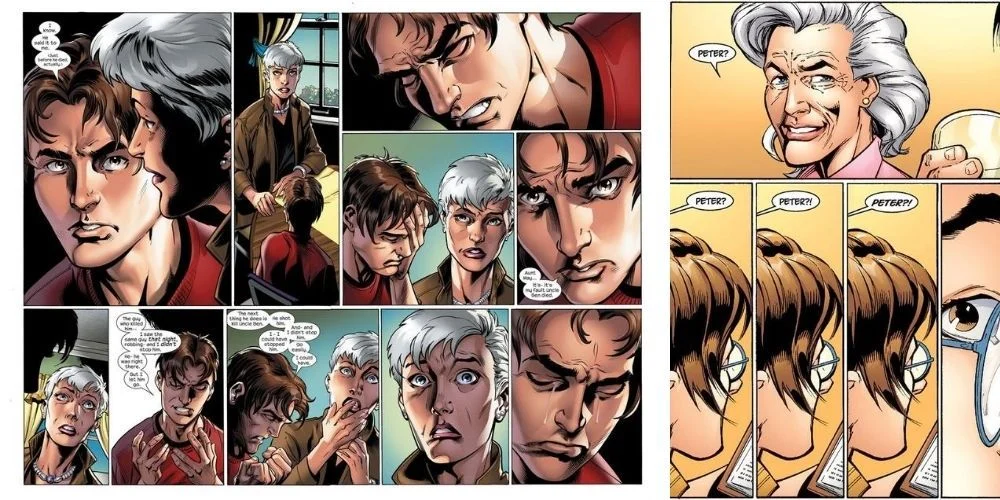 I
know.
He
said it to
me.
(Just
before he died,
actually.)
Aunt
May...
It's- it's
my fault uncle
Ben died.
The guy
who killed
him--
-- I saw the
same guy that night,
robbing- and I didn't
stop him.
He- he
was right
there.
But I
let him
go.
The next
thing he does is
kill uncle Ben.
He shot
him.
And- and
I didn't stop
him.
I - I
could have
stopped
him.
So
easily.
I could
have.
PETER?
PETER?
PETER?!
PETER?!